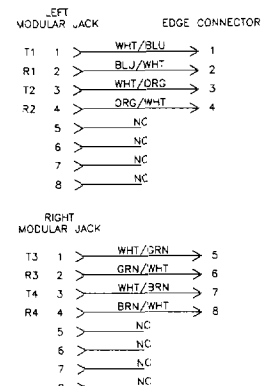 LEFT
MODULAR JACK EDGE CONNECTOR
T1 1 WHT/BLU 1
R1 2 BLU/WHT 2
T2 3 WHT/ORG 3
R2 4 ORG/WHT 4
5 NC
6 NC
7 NC
8 NC
RIGHT
MODULAR JACK
T3 1 WHT/GRN 5
R3 2 GRN/WHT 6
T4 3 WHT/BRN 7
R4 4 BRN/WHT 8
5 NC
6 NC
7 NC
NC